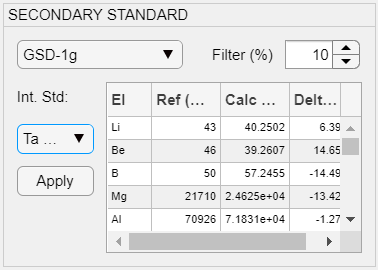 SECONDARY STANDARD
GSD-1g Filter (%) 10
Int. Std:
Ta ...
Apply
El Ref (... Calc ... Delt...
Li 43 40.2502 6.39
Be 46 39.2607 14.65
B 50 57.2455 -14.49
Mg 21710 2.4625e+04 -13.42
Al 70926 7.1831e+04 -1.27